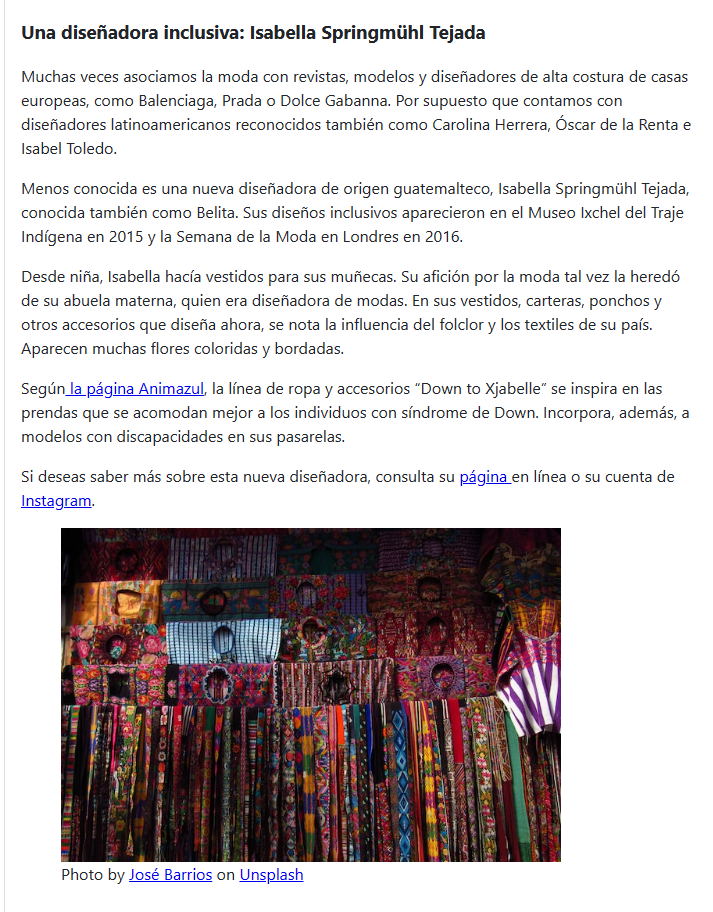 Una diseñadora inclusiva: Isabella Springmühl Tejada
Muchas veces asociamos la moda con revistas, modelos y diseñadores de alta costura de casas
europeas, como Balenciaga, Prada o Dolce Gabanna. Por supuesto que contamos con
diseñadores latinoamericanos reconocidos también como Carolina Herrera, Óscar de la Renta e
Isabel Toledo.
Menos conocida es una nueva diseñadora de origen guatemalteco, Isabella Springmühl Tejada,
conocida también como Belita. Sus diseños inclusivos aparecieron en el Museo Ixchel del Traje
Indígena en 2015 y la Semana de la Moda en Londres en 2016.
Desde niña, Isabella hacía vestidos para sus muñecas. Su afición por la moda tal vez la heredó
de su abuela materna, quien era diseñadora de modas. En sus vestidos, carteras, ponchos y
otros accesorios que diseña ahora, se nota la influencia del folclor y los textiles de su país.
Aparecen muchas flores coloridas y bordadas.
Según la página Animazul, la línea de ropa y accesorios “Down to Xjabelle” se inspira en las
prendas que se acomodan mejor a los individuos con síndrome de Down. Incorpora, además, a
modelos con discapacidades en sus pasarelas.
Si deseas saber más sobre esta nueva diseñadora, consulta su página en línea o su cuenta de
Instagram.
Photo by José Barrios on Unsplash